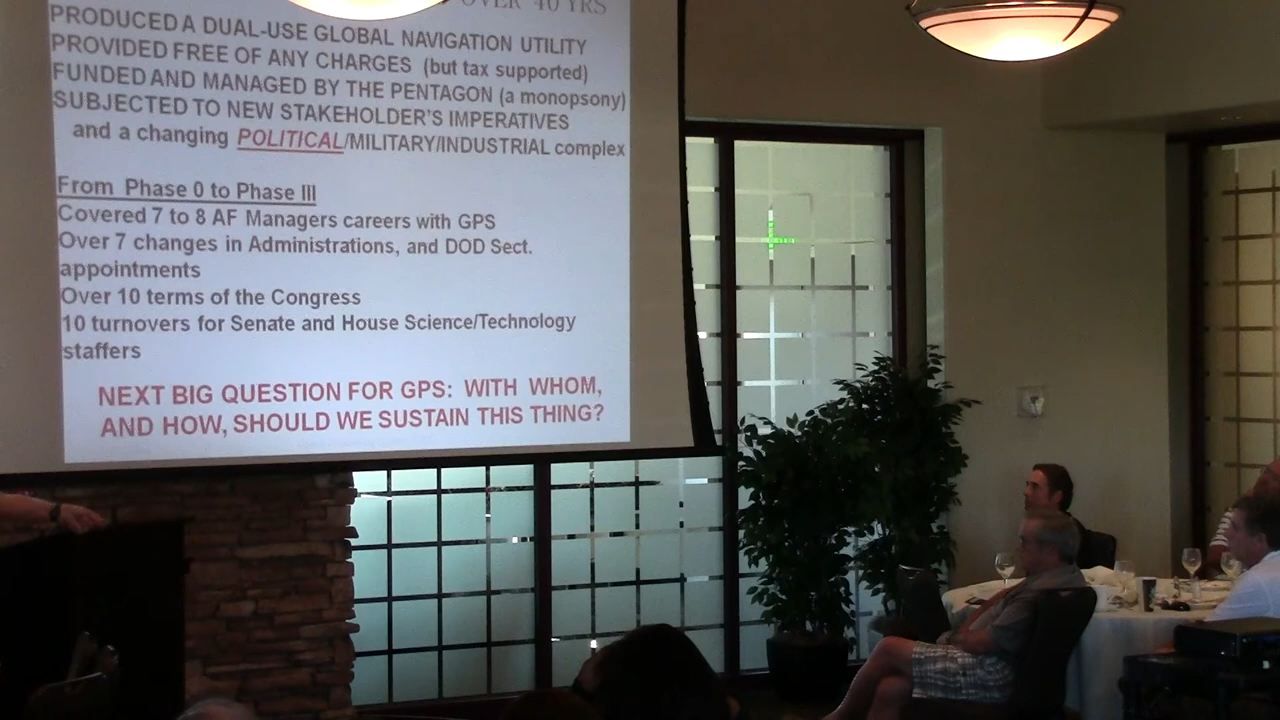 OVER 40 YRS
PRODUCED A DUAL-USE GLOBAL NAVIGATION UTILITY
PROVIDED FREE OF ANY CHARGES (but tax supported)
FUNDED AND MANAGED BY THE PENTAGON (a monopsony)
SUBJECTED TO NEW STAKEHOLDER'S IMPERATIVES
and a changing POLITICAL/MILITARY/INDUSTRIAL complex
From Phase 0 to Phase III
Covered 7 to 8 AF Managers careers with GPS
Over 7 changes in Administrations, and DOD Sect.
appointments
Over 10 terms of the Congress
10 turnovers for Senate and House Science/Technology
staffers
NEXT BIG QUESTION FOR GPS: WITH WHOM,
AND HOW, SHOULD WE SUSTAIN THIS THING?